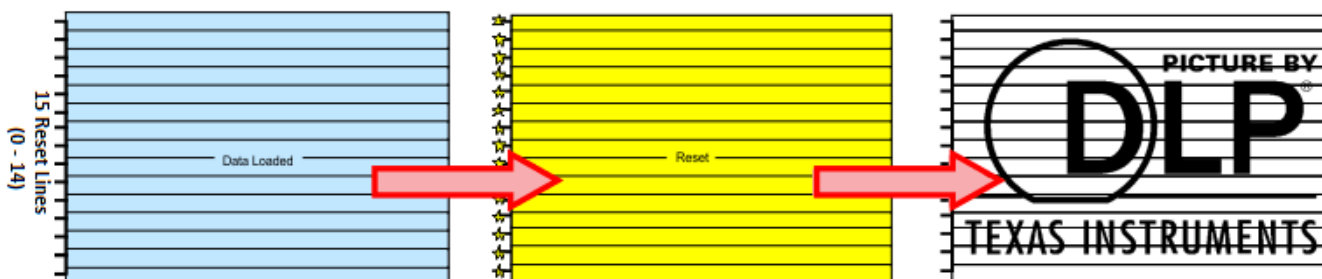 15 Reset Lines
(0 - 14)
Data Loaded
Reset
PICTURE BY
DLP®
TEXAS INSTRUMENTS